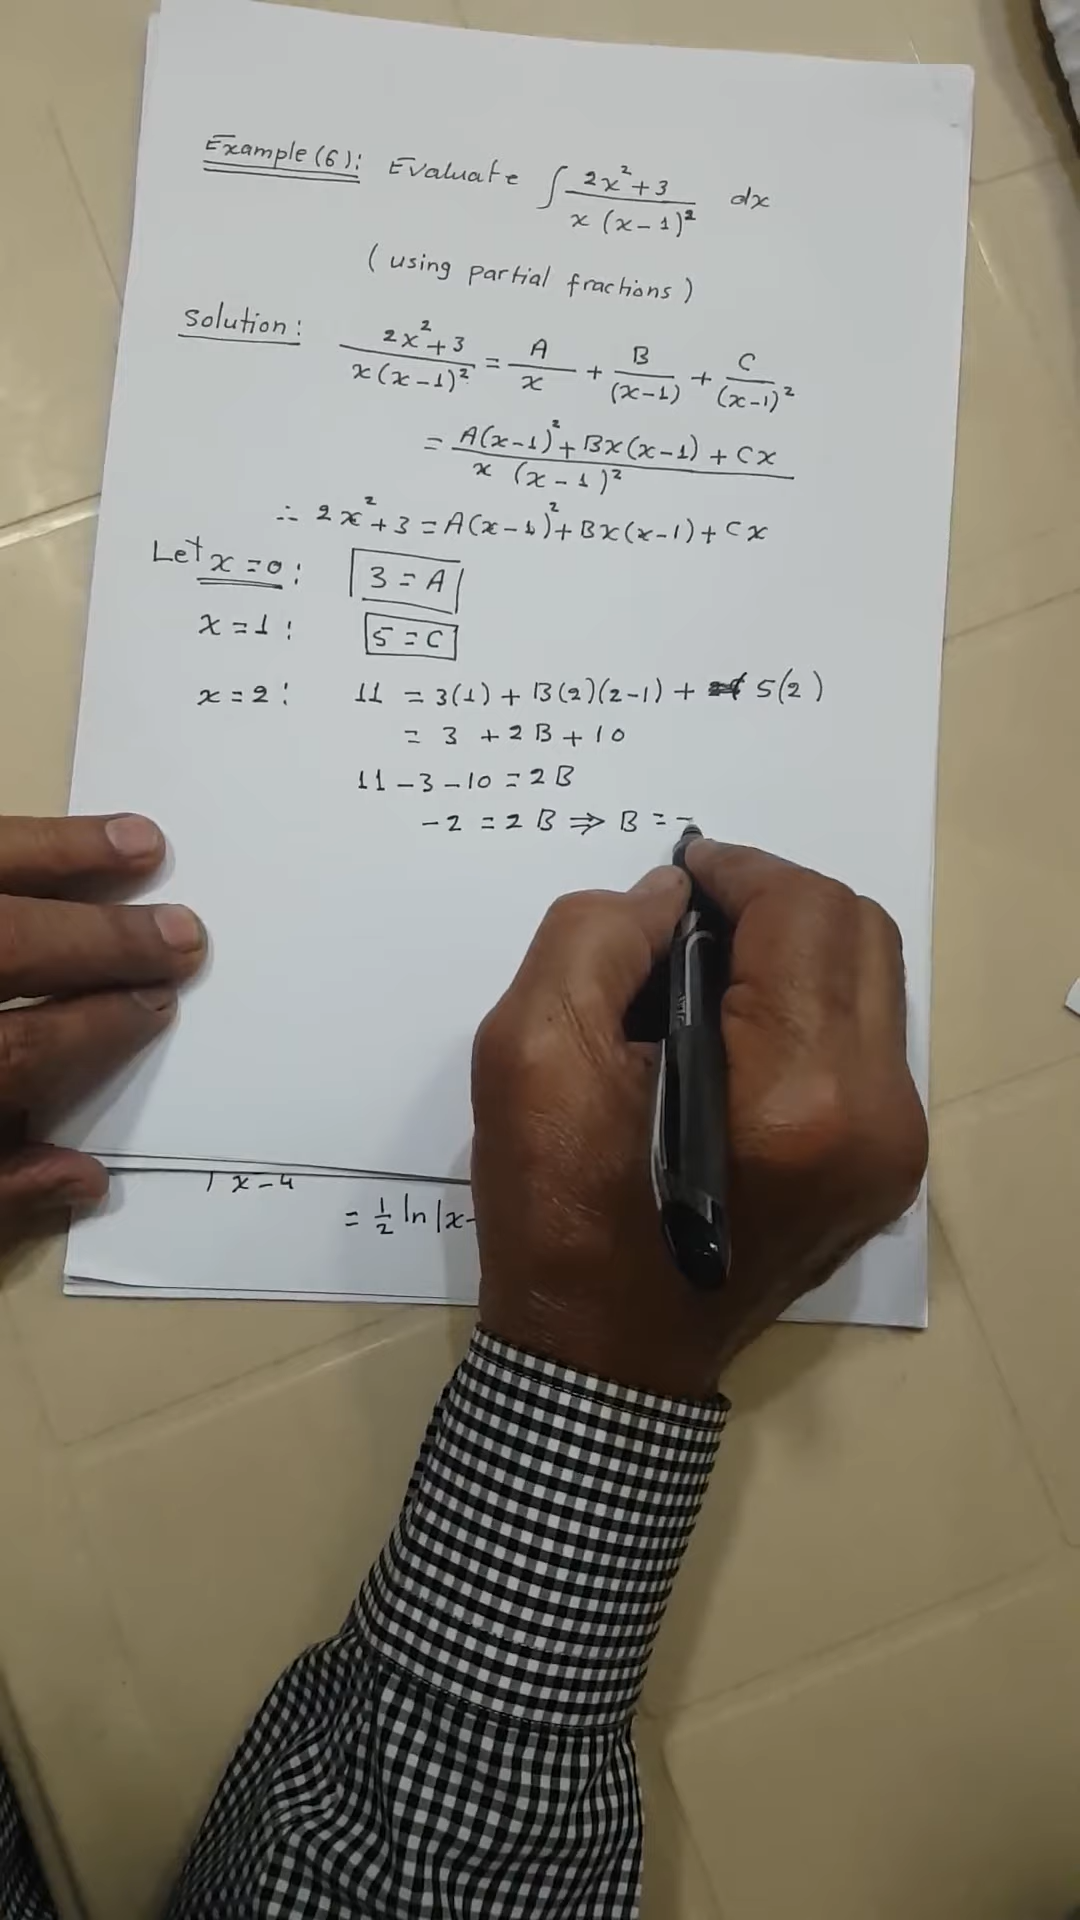 Example(6): Evaluate ∫ (2x²+3)/(x(x-1)²) dx
(using partial fractions)
Solution: (2x²+3)/(x(x-1)²) = A/x + B/(x-1) + C/(x-1)²
= (A(x-1)²+Bx(x-1)+Cx)/(x(x-1)²)
∴ 2x²+3 = A(x-1)²+Bx(x-1)+Cx
Let x=0: 3=A
x=1: 5=C
x=2: 11 = 3(1)+B(2)(2-1)+ 5(2)
= 3 +2B+10
11-3-10=2B
-2=2B ⇒ B=-
x-4
= 1/2 ln|x-